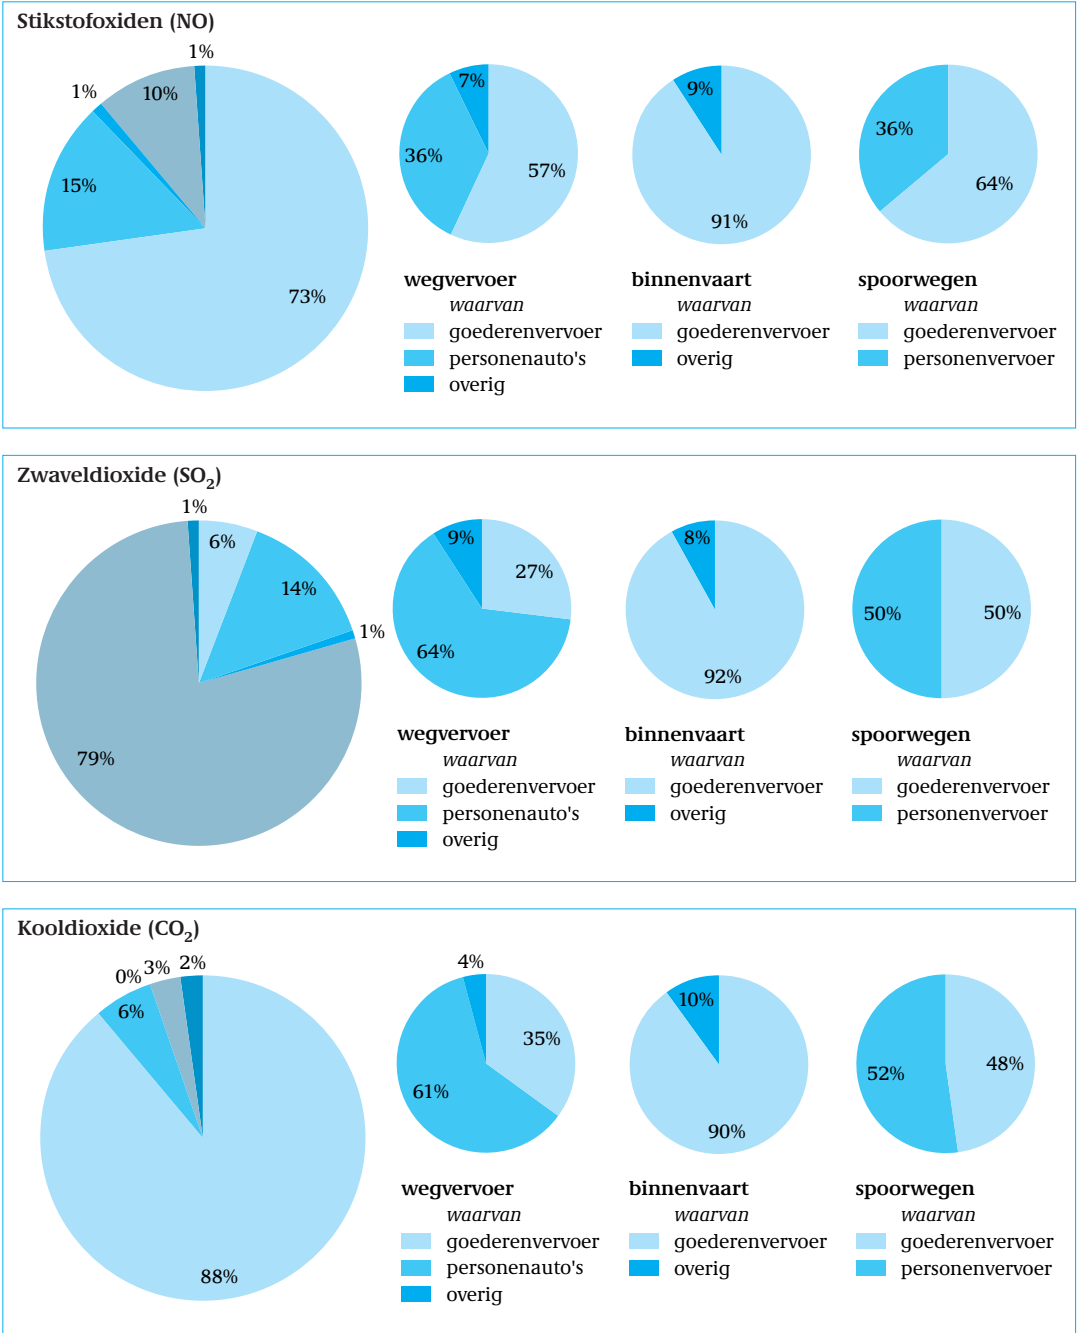 Stikstofoxiden (NO)
1%
1%
10%
15%
73%
7%
36%
57%
9%
91%
36%
64%
wegvervoer
waarvan
goederenvervoer
personenauto's
overig
binnenvaart
waarvan
goederenvervoer
overig
spoorwegen
waarvan
goederenvervoer
personenvervoer
Zwaveldioxide (SO2)
1%
6%
14%
1%
79%
9%
27%
64%
8%
92%
50%
50%
wegvervoer
waarvan
goederenvervoer
personenauto's
overig
binnenvaart
waarvan
goederenvervoer
overig
spoorwegen
waarvan
goederenvervoer
personenvervoer
Kooldioxide (CO2)
0%
3%
2%
6%
88%
4%
35%
61%
10%
90%
52%
48%
wegvervoer
waarvan
goederenvervoer
personenauto's
overig
binnenvaart
waarvan
goederenvervoer
overig
spoorwegen
waarvan
goederenvervoer
personenvervoer